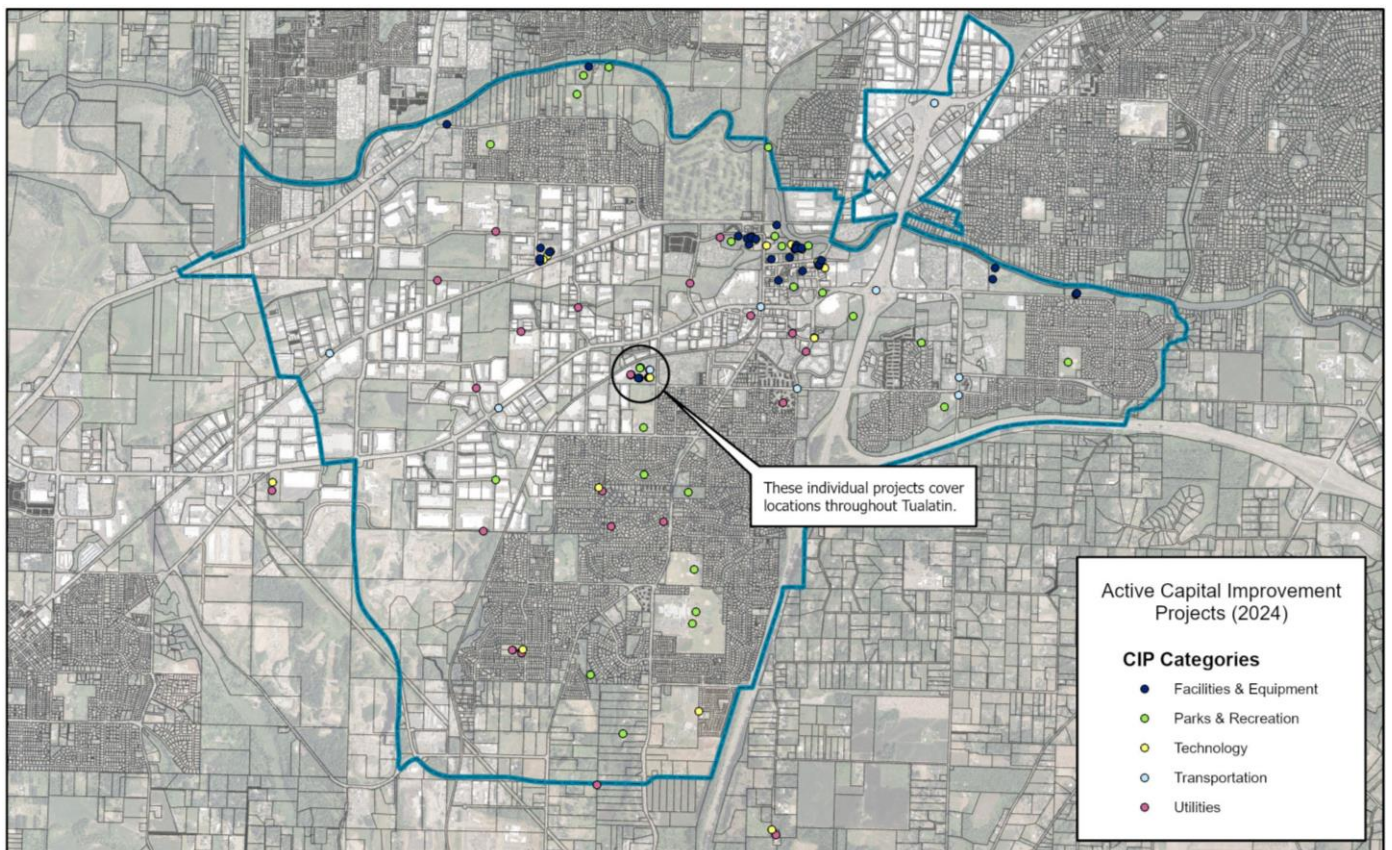 These individual projects cover
locations throughout Tualatin.
Active Capital Improvement
Projects (2024)
CIP Categories
Facilities & Equipment
Parks & Recreation
Technology
Transportation
Utilities